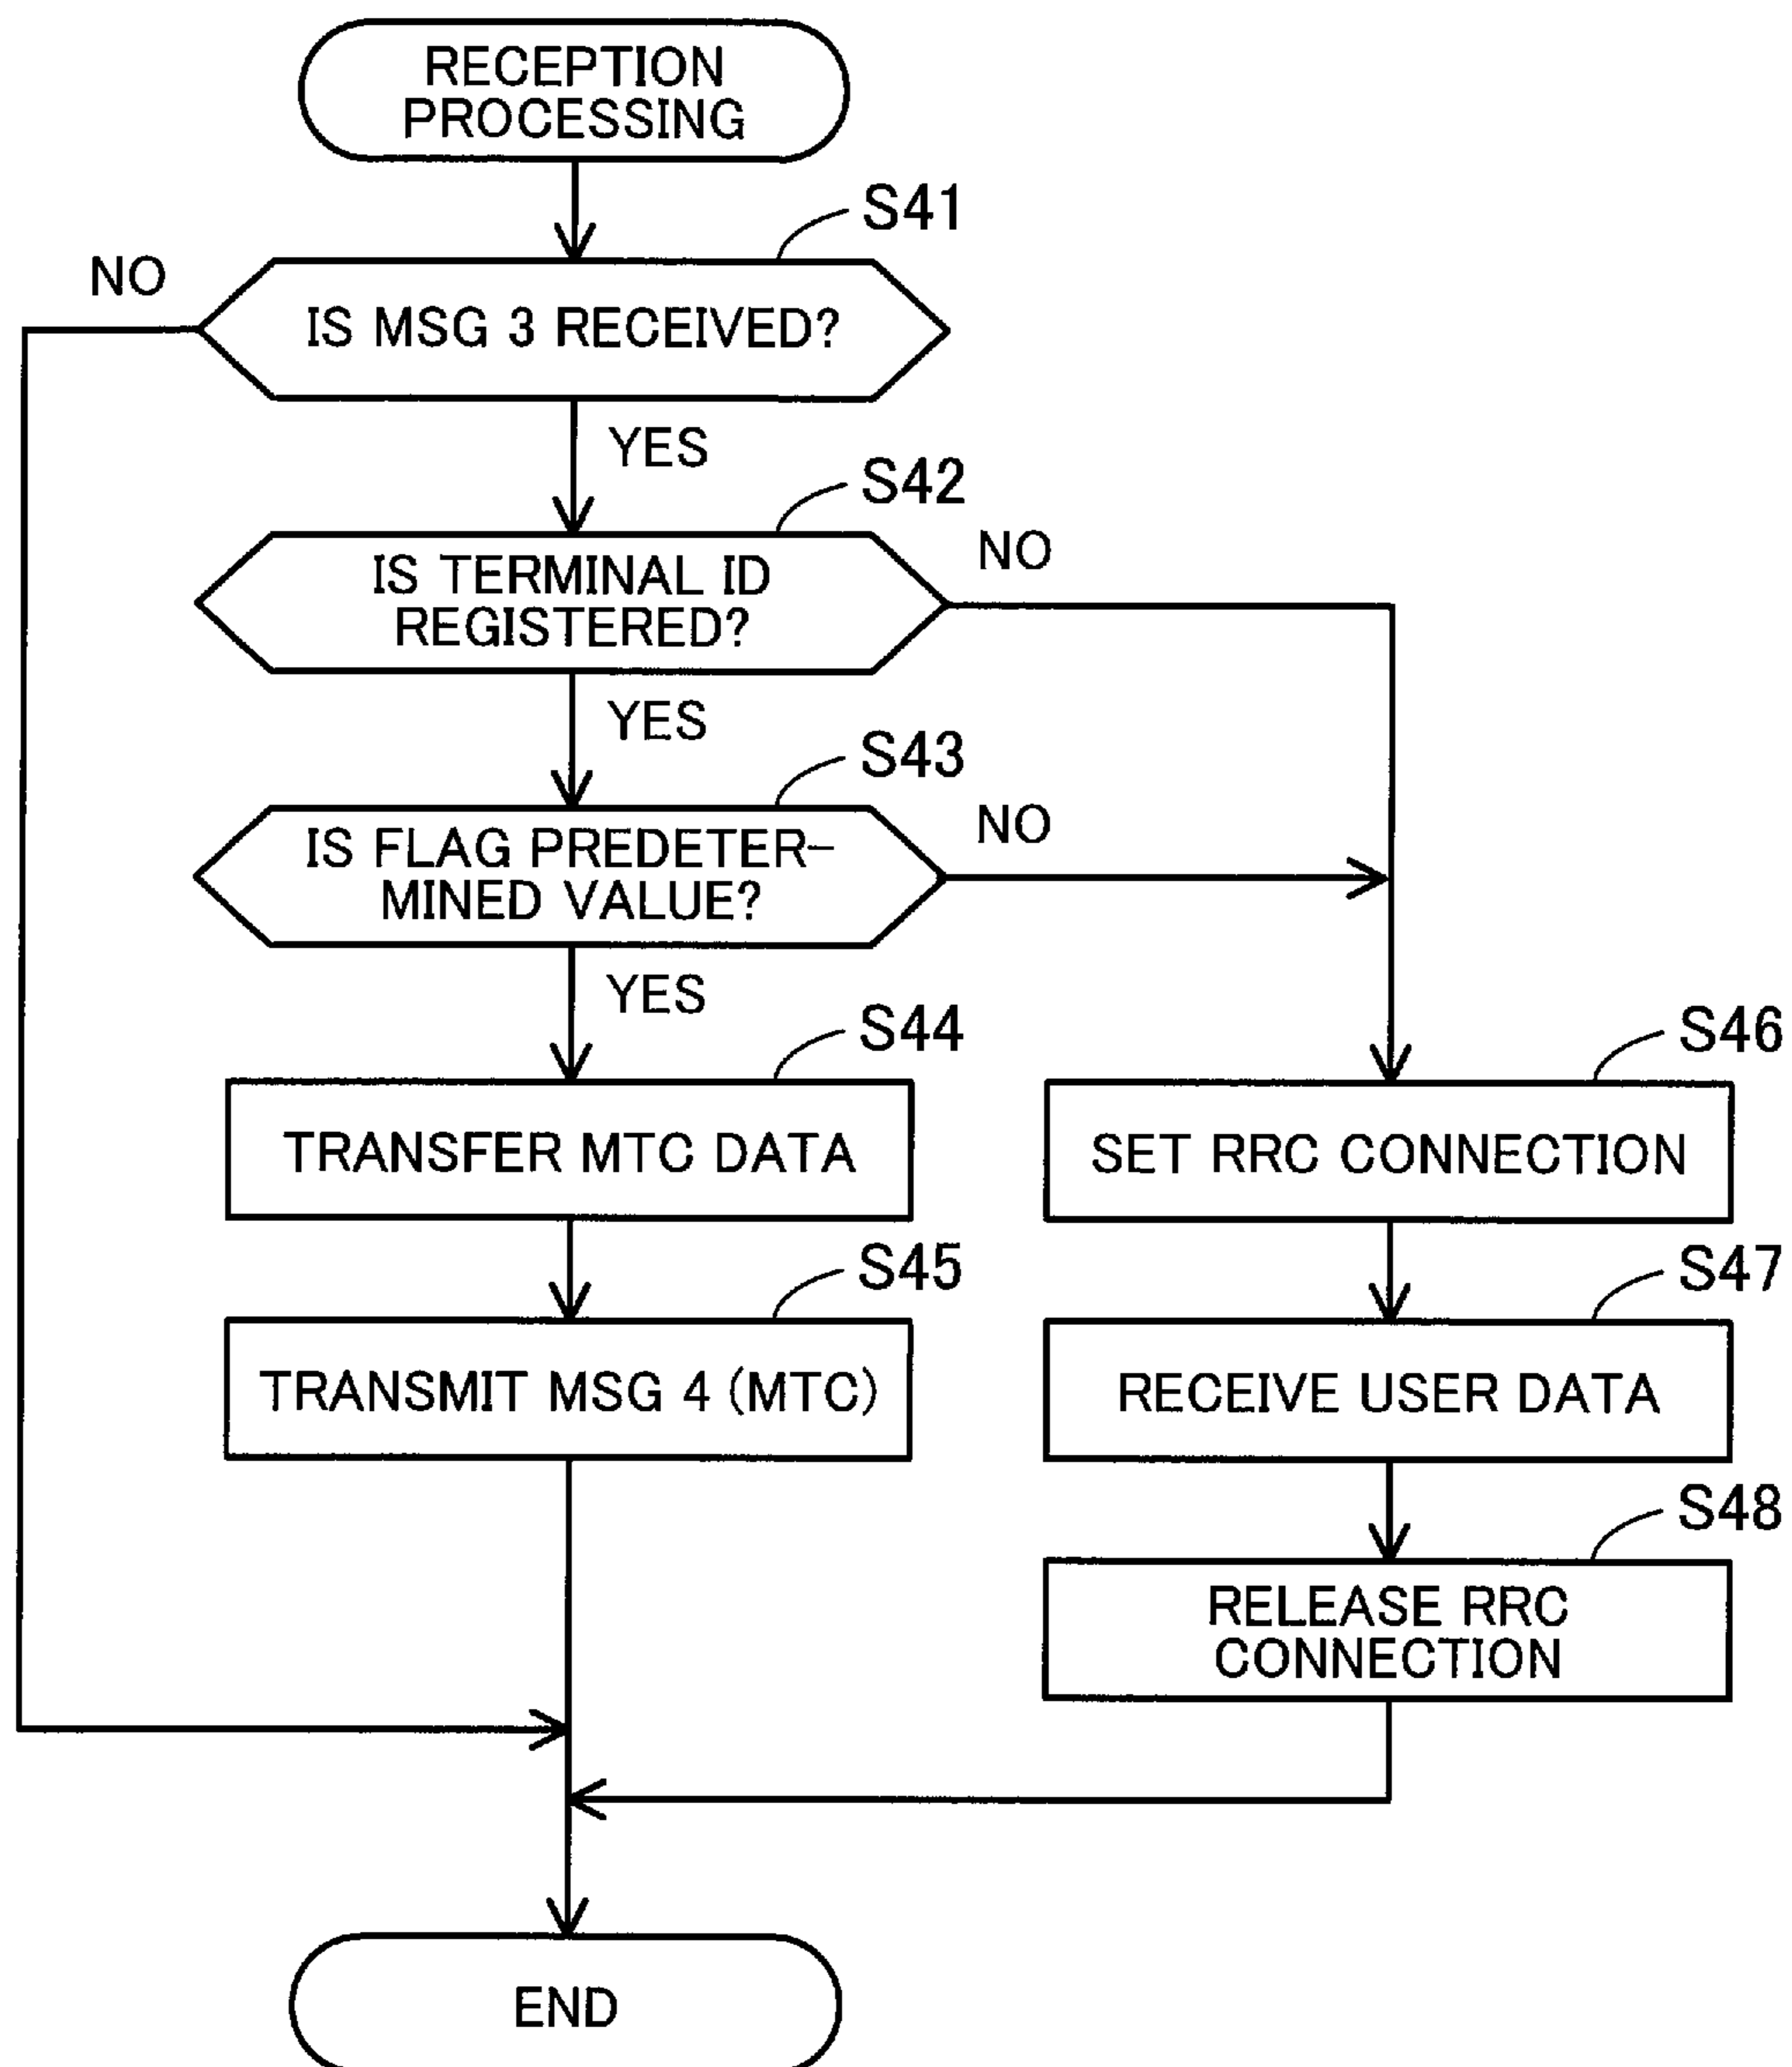 RECEPTION
PROCESSING
S41
NO
IS MSG 3 RECEIVED?
YES
S42
NO
IS TERMINAL ID
REGISTERED?
YES
S43
NO
IS FLAG PREDETER-
MINED VALUE?
YES
S44
TRANSFER MTC DATA
S45
TRANSMIT MSG 4 (MTC)
S46
SET RRC CONNECTION
S47
RECEIVE USER DATA
S48
RELEASE RRC
CONNECTION
END